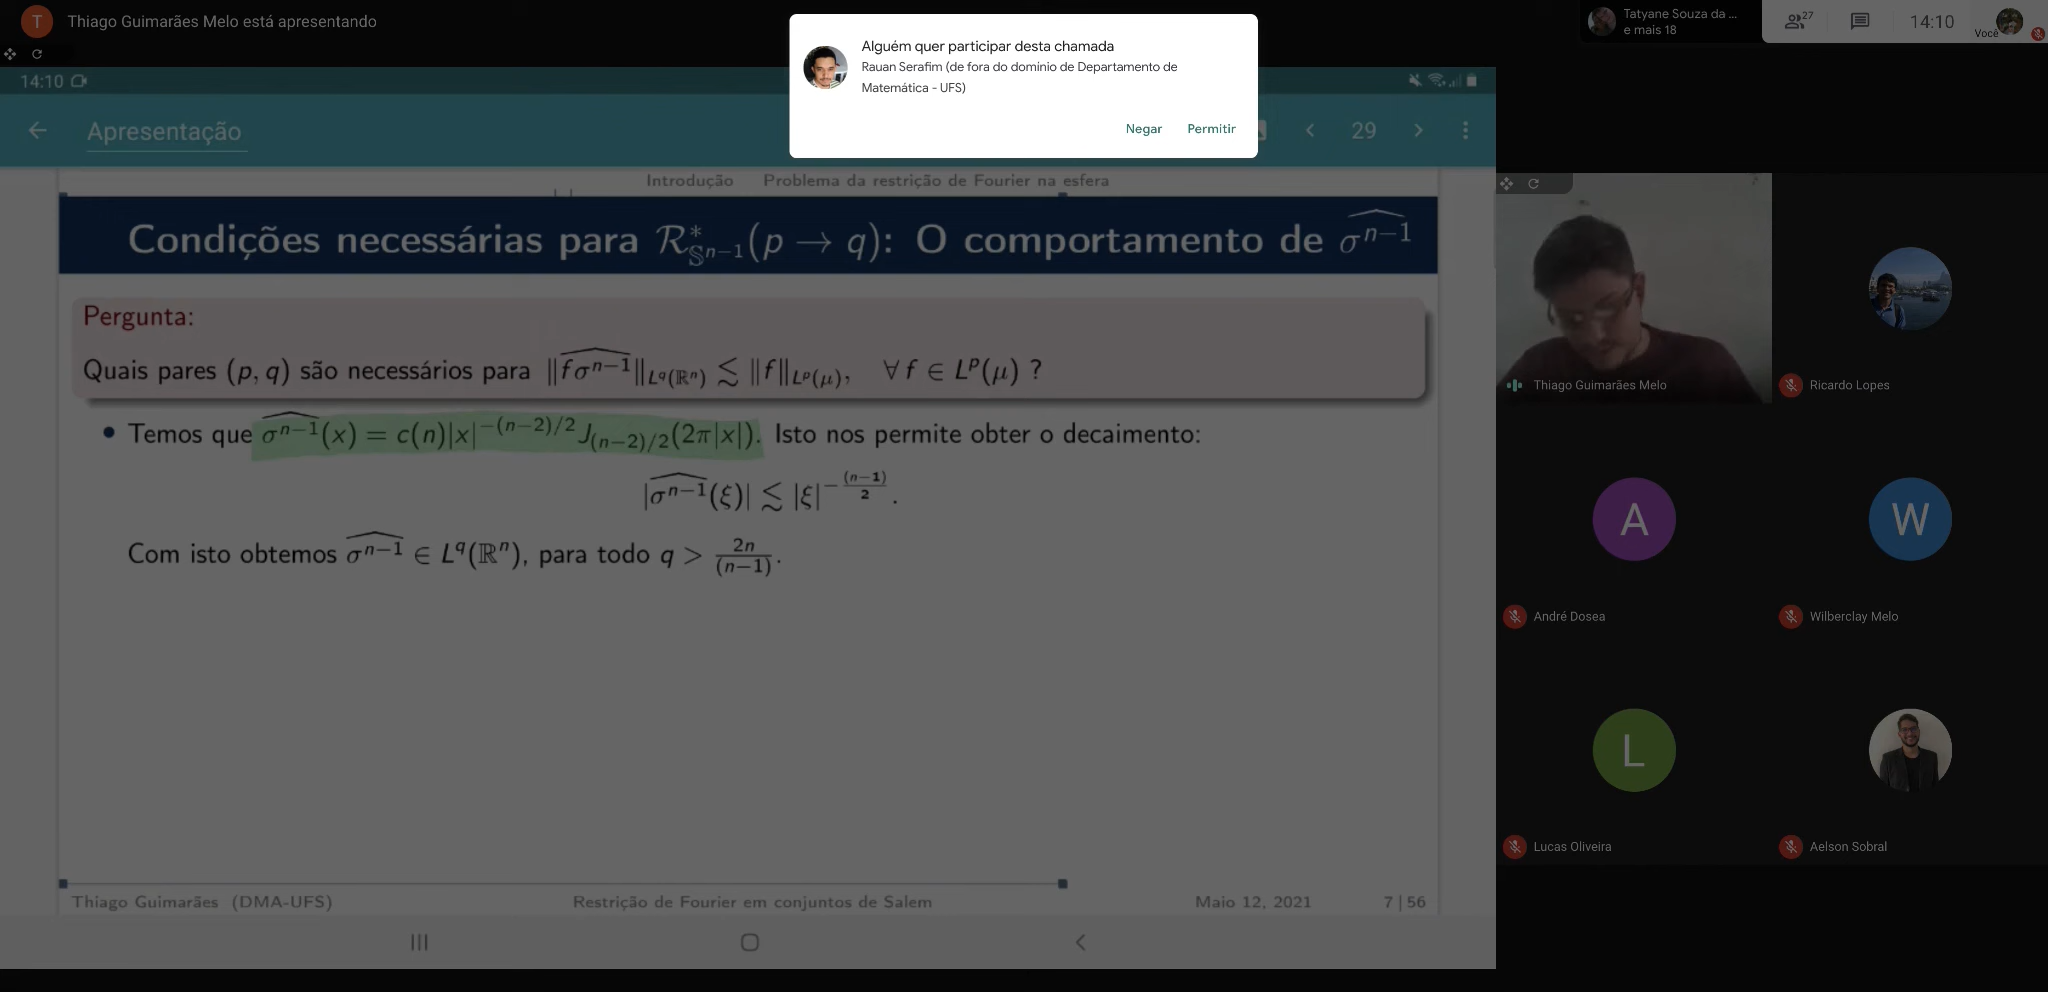 T Thiago Guimarães Melo está apresentando
Alguém quer participar desta chamada
Rauan Serafim (de fora do domínio de Departamento de
Matemática - UFS)
Negar Permitir
Tatyane Souza da ...
e mais 18
27
14:10
Você
14:10
Apresentação
29
Introdução Problema da restrição de Fourier na esfera
Condições necessárias para $\mathcal{R}^*_{\mathbb{S}^{n-1}}(p \to q)$: O comportamento de $\widehat{\sigma^{n-1}}$
Pergunta:
Quais pares $(p, q)$ são necessários para $\|\widehat{f\sigma^{n-1}}\|_{L^q(\mathbb{R}^n)} \lesssim \|f\|_{L^p(\mu)}, \quad \forall f \in L^p(\mu)$ ?
• Temos que $\widehat{\sigma^{n-1}}(x) = c(n)|x|^{-(n-2)/2} J_{(n-2)/2}(2\pi|x|)$. Isto nos permite obter o decaimento:
$|\widehat{\sigma^{n-1}}(\xi)| \lesssim |\xi|^{-\frac{(n-1)}{2}}$.
Com isto obtemos $\widehat{\sigma^{n-1}} \in L^q(\mathbb{R}^n)$, para todo $q > \frac{2n}{(n-1)}$.
Thiago Guimarães (DMA-UFS) Restrição de Fourier em conjuntos de Salem Maio 12, 2021 7 | 56
Thiago Guimarães Melo
Ricardo Lopes
A
André Dosea
W
Wilberclay Melo
L
Lucas Oliveira
Aelson Sobral